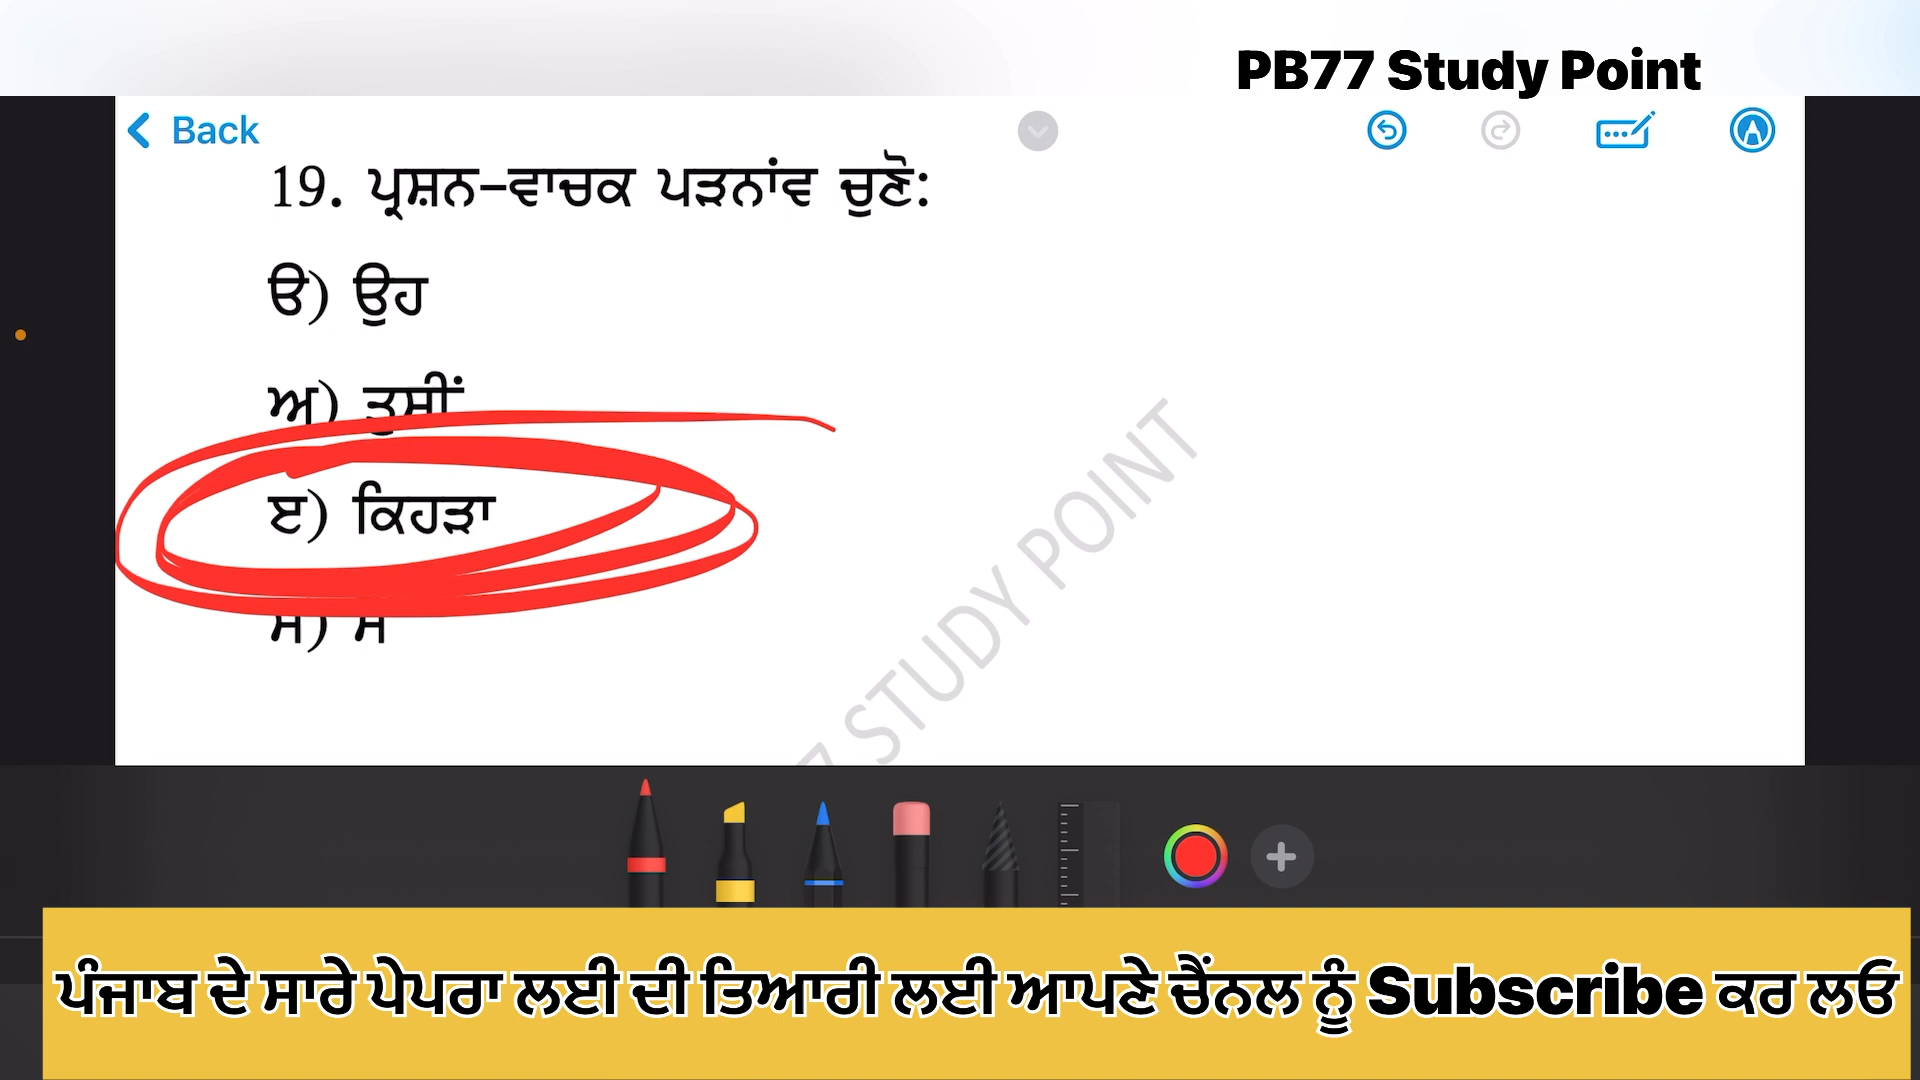 PB77 Study Point
Back
19. ਪ੍ਰਸ਼ਨ-ਵਾਚਕ ਪੜਨਾਂਵ ਚੁਣੋ:
ੳ) ਉਹ
ਅ) ਤੁਸੀਂ
ੲ) ਕਿਹੜਾ
STUDY POINT
ਪੰਜਾਬ ਦੇ ਸਾਰੇ ਪੇਪਰਾ ਲਈ ਦੀ ਤਿਆਰੀ ਲਈ ਆਪਣੇ ਚੈਂਨਲ ਨੂੰ Subscribe ਕਰ ਲਓ